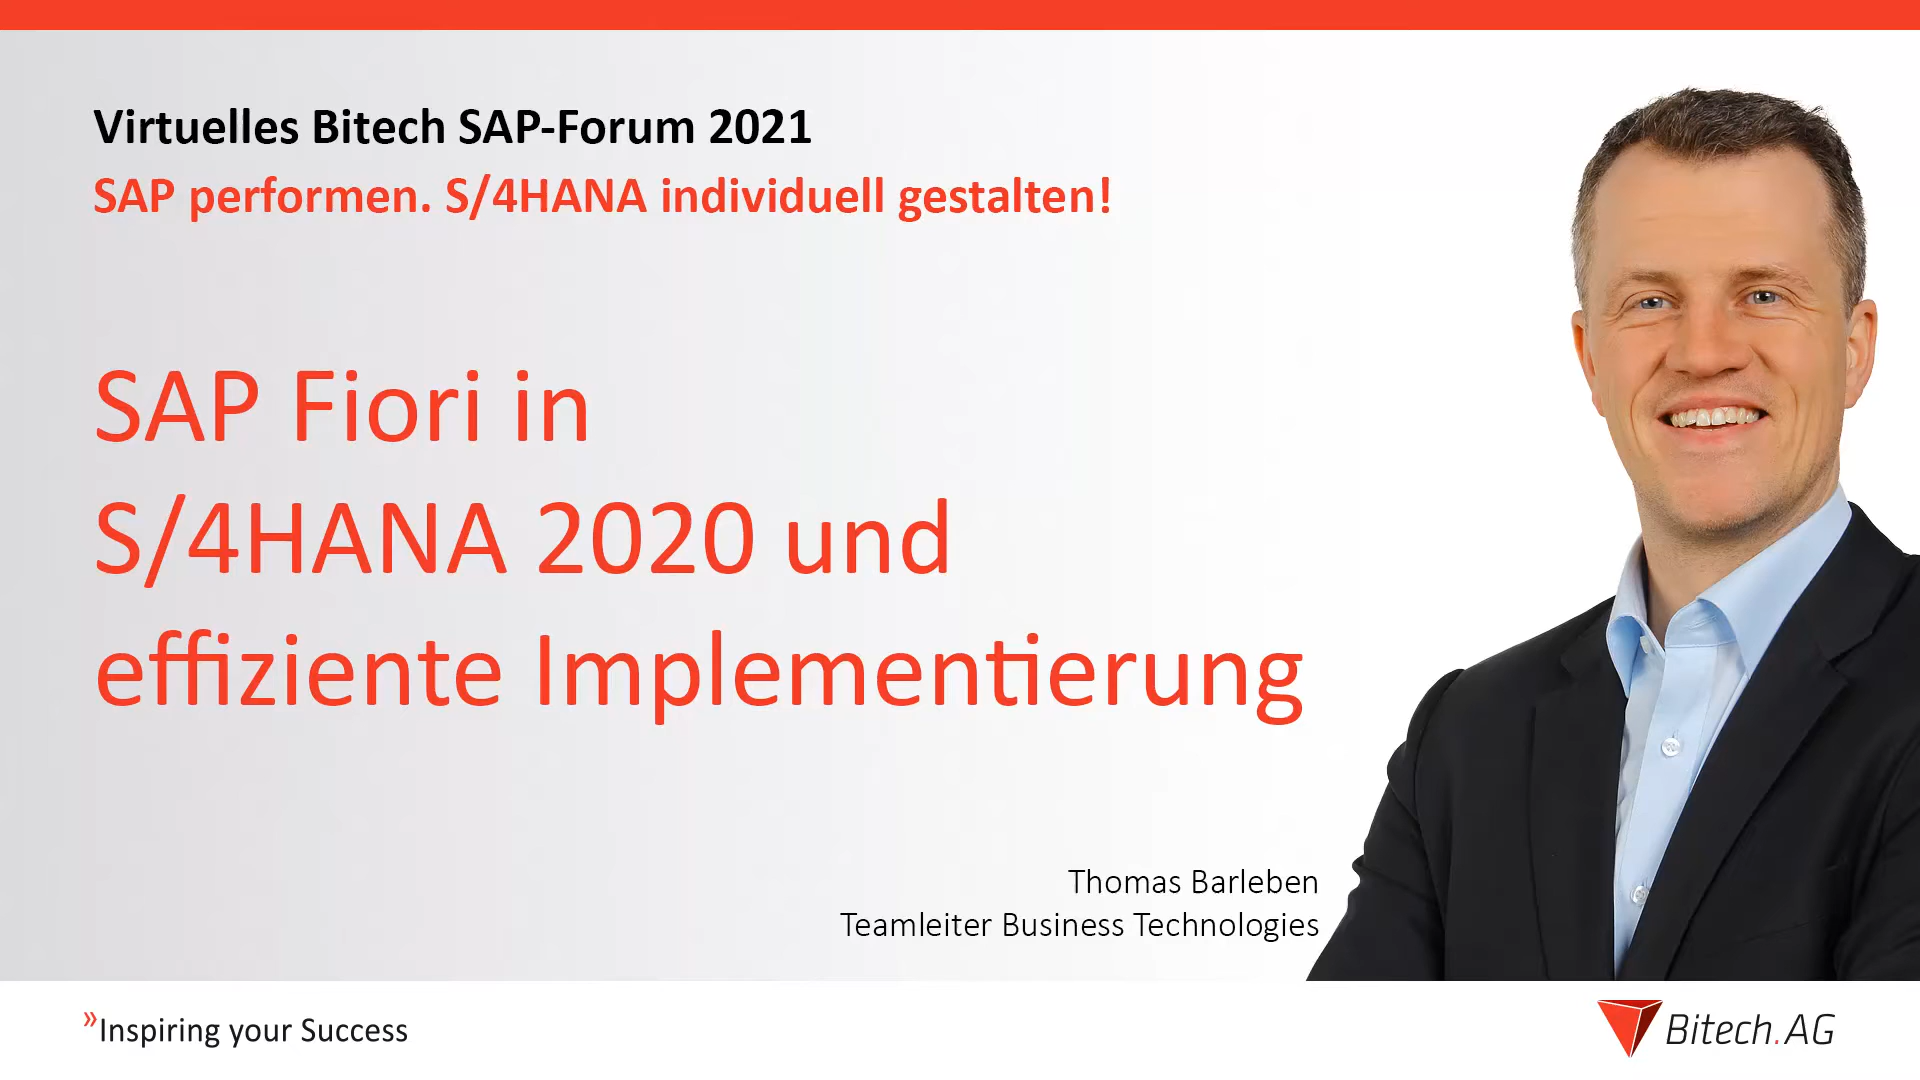 Virtuelles Bitech SAP-Forum 2021
SAP performen. S/4HANA individuell gestalten!
SAP Fiori in
S/4HANA 2020 und
effiziente Implementierung
Thomas Barleben
Teamleiter Business Technologies
»Inspiring your Success
Bitech.AG